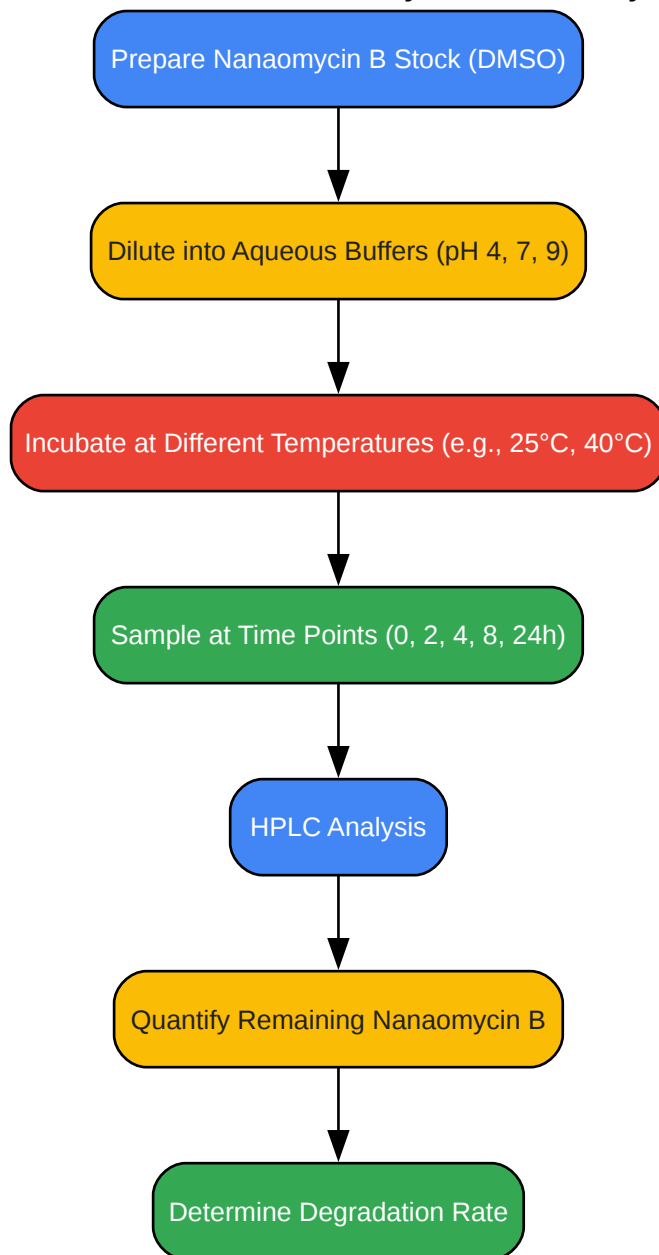 Prepare Nanaomycin B Stock (DMSO)
Dilute into Aqueous Buffers (pH 4, 7, 9)
Incubate at Different Temperatures (e.g., 25°C, 40°C)
Sample at Time Points (0, 2, 4, 8, 24h)
HPLC Analysis
Quantify Remaining Nanaomycin B
Determine Degradation Rate